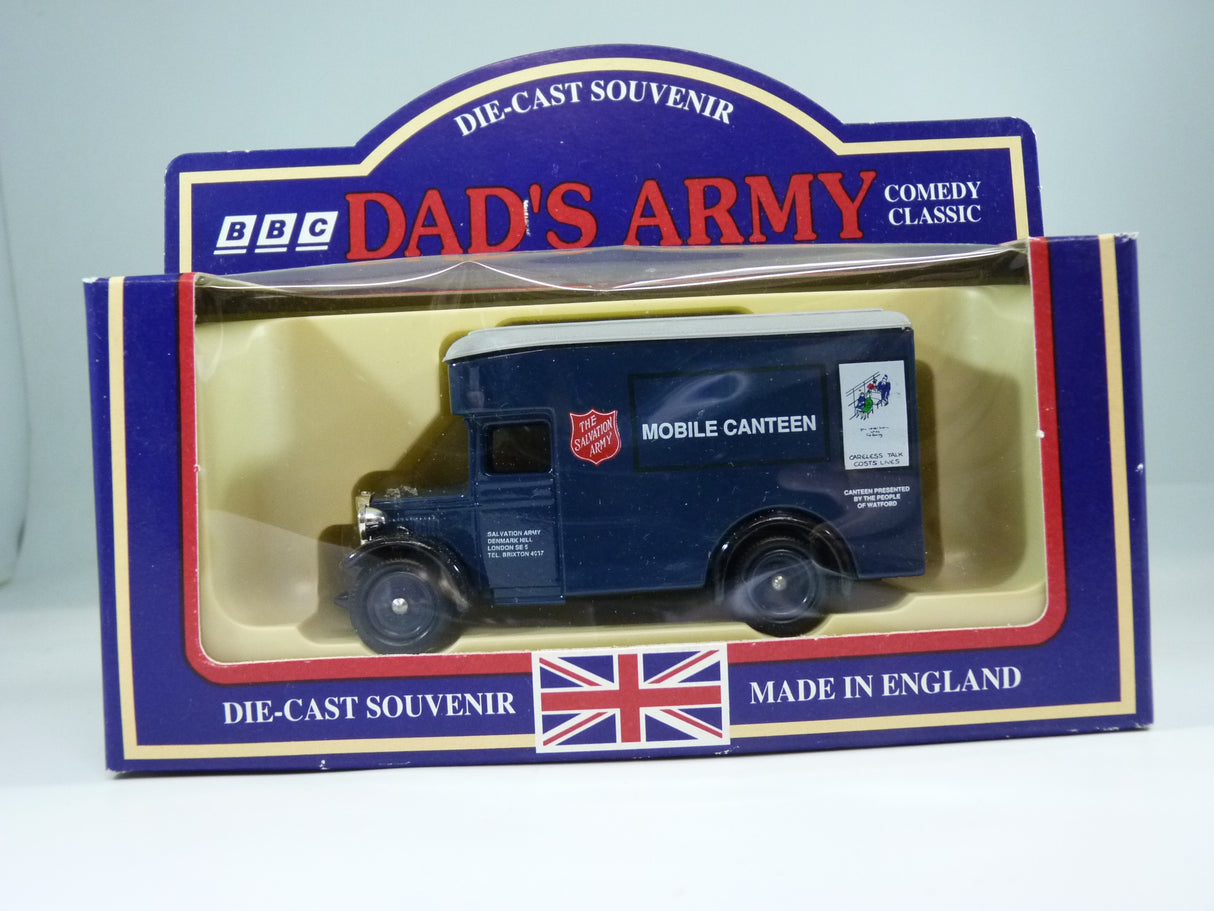 DIE-CAST SOUVENIR
BBC
DAD'S ARMY
COMEDY
CLASSIC
THE
SALVATION
ARMY
MOBILE CANTEEN
CARELESS TALK
COSTS LIVES
CANTEEN PRESENTED
BY THE PEOPLE
OF WATFORD
SALVATION ARMY
DENMARK HILL
LONDON SE 5
TEL. BRIXTON
DIE-CAST SOUVENIR
MADE IN ENGLAND